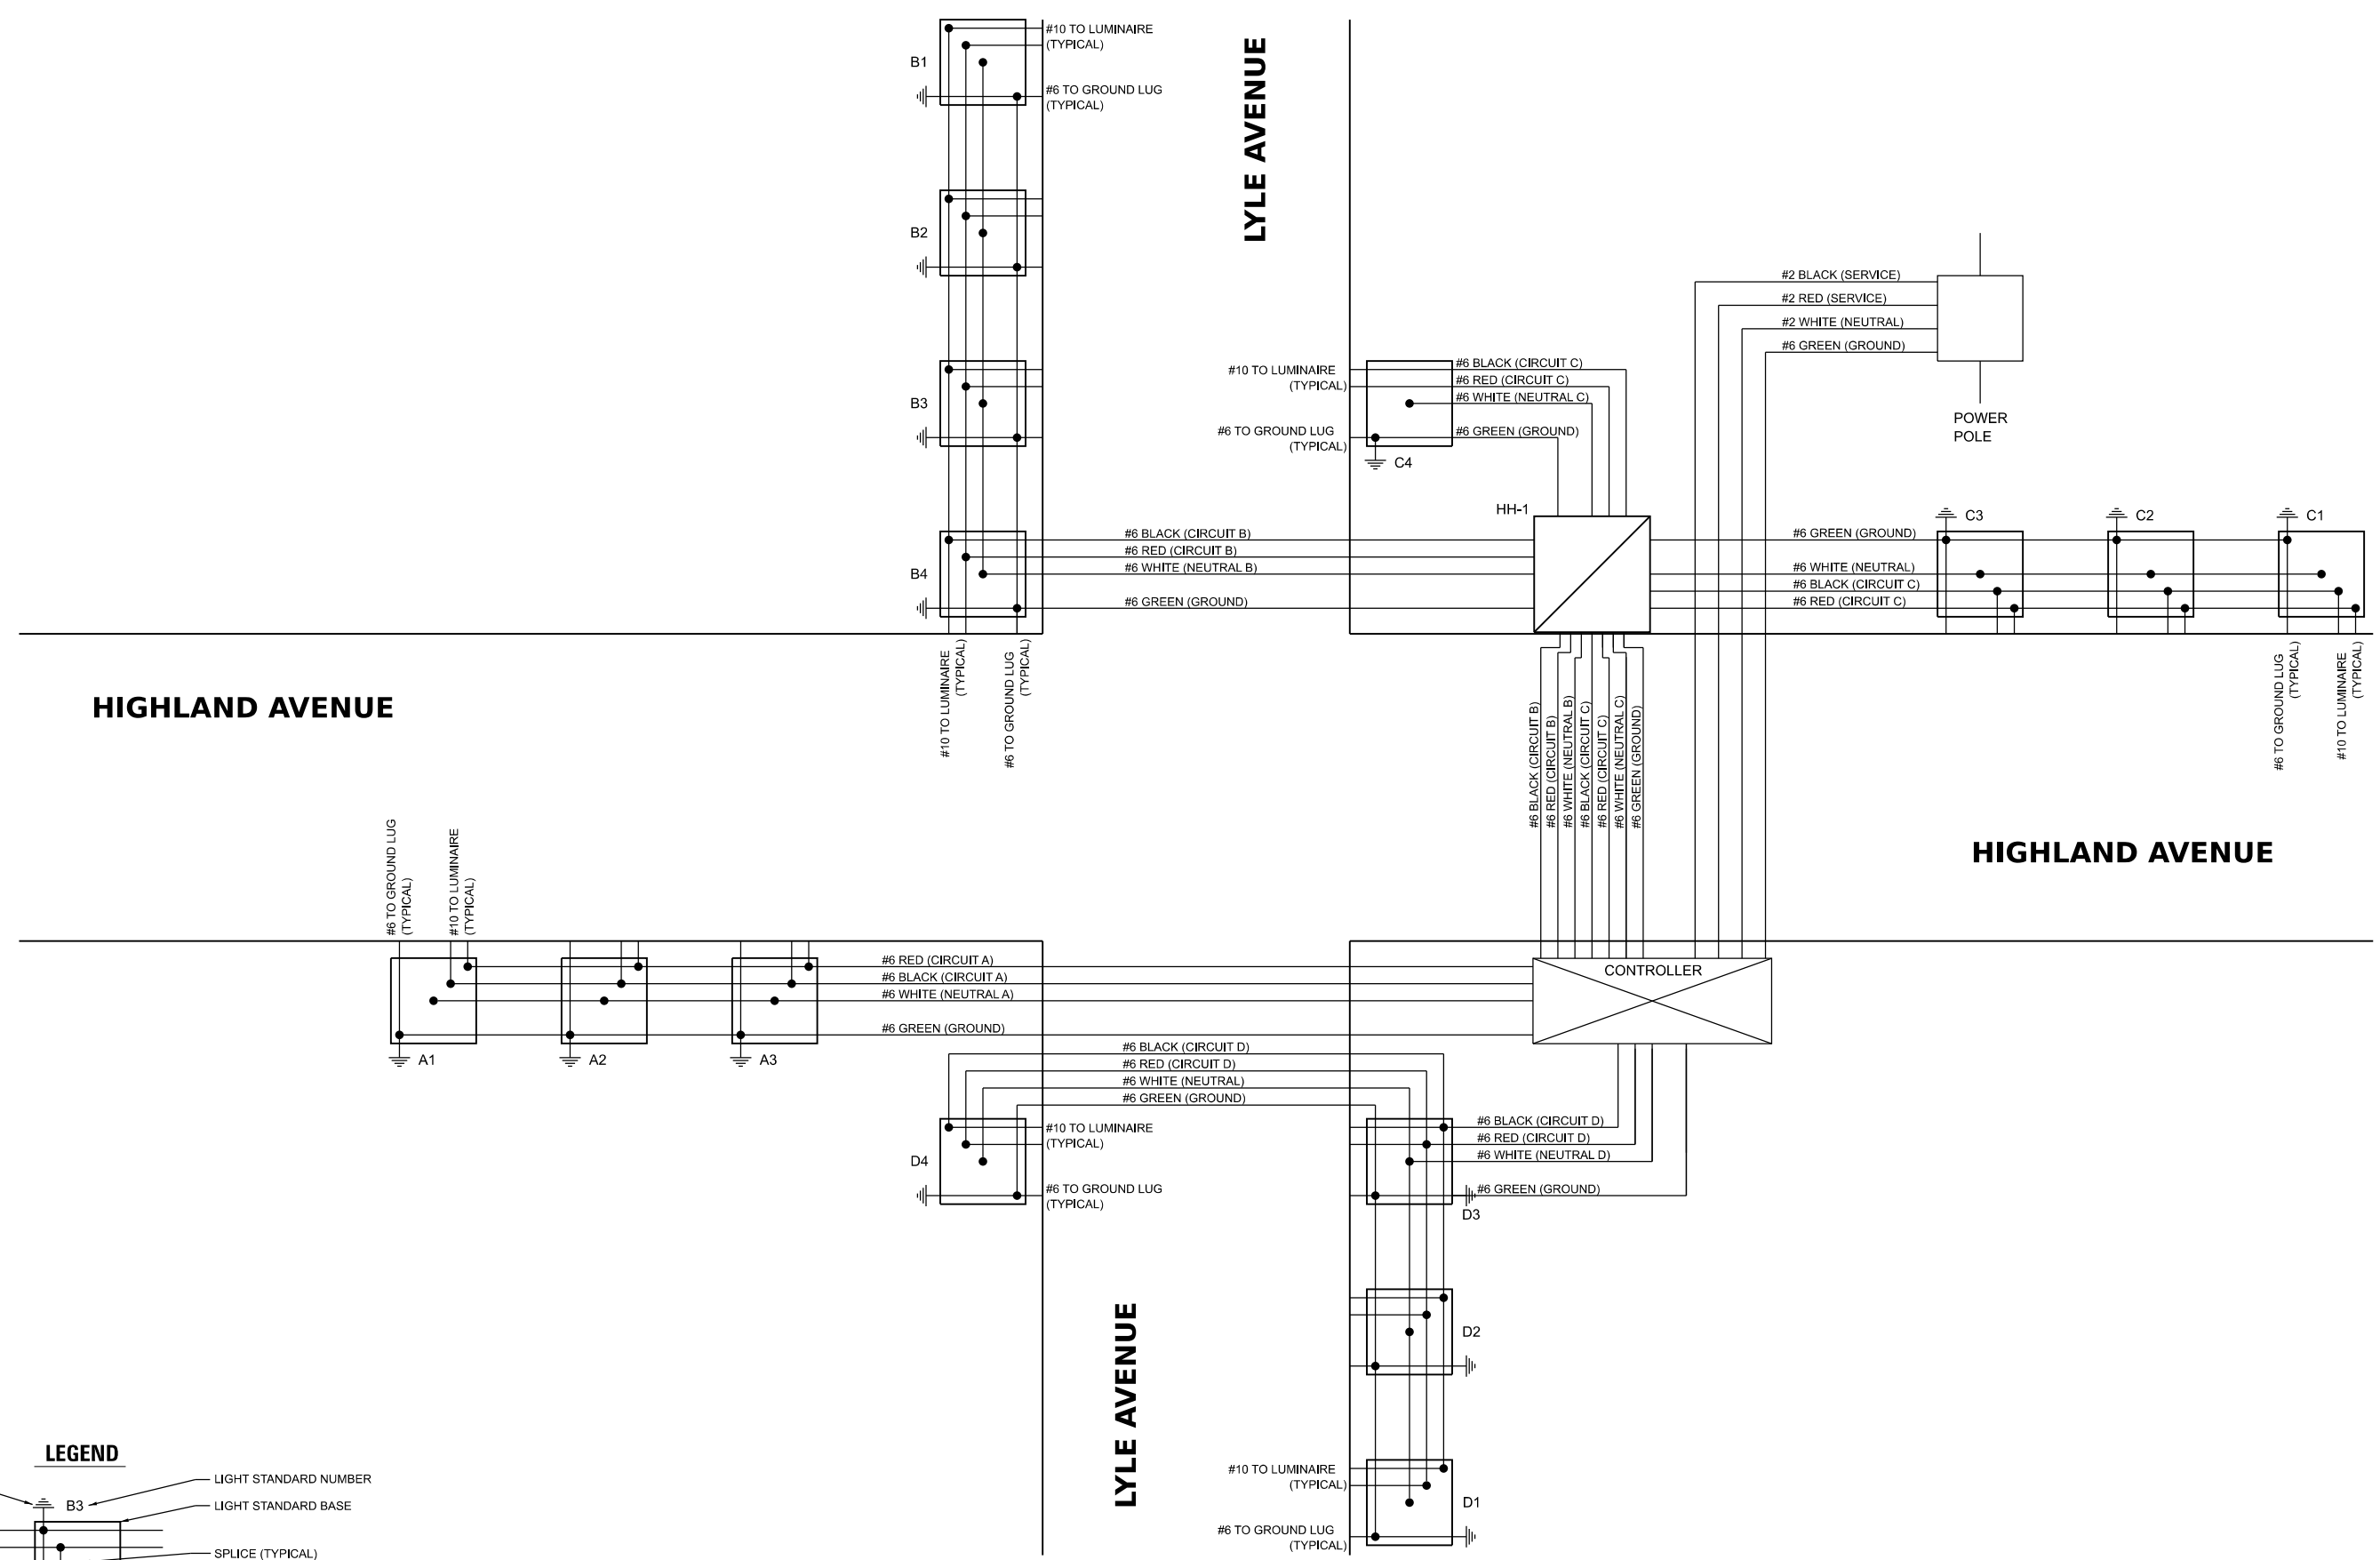 #10 TO LUMINAIRE
(TYPICAL)
B1
#6 TO GROUND LUG
(TYPICAL)
LYLE AVENUE
B2
#2 BLACK (SERVICE)
#2 RED (SERVICE)
#2 WHITE (NEUTRAL)
#6 GREEN (GROUND)
POWER
POLE
B3
#10 TO LUMINAIRE
(TYPICAL)
#6 TO GROUND LUG
(TYPICAL)
#6 BLACK (CIRCUIT C)
#6 RED (CIRCUIT C)
#6 WHITE (NEUTRAL C)
#6 GREEN (GROUND)
C4
HH-1
B4
#6 BLACK (CIRCUIT B)
#6 RED (CIRCUIT B)
#6 WHITE (NEUTRAL B)
#6 GREEN (GROUND)
#6 GREEN (GROUND)
#6 WHITE (NEUTRAL)
#6 BLACK (CIRCUIT C)
#6 RED (CIRCUIT C)
C3
C2
C1
#10 TO LUMINAIRE
(TYPICAL)
#6 TO GROUND LUG
(TYPICAL)
#6 TO GROUND LUG
(TYPICAL)
#10 TO LUMINAIRE
(TYPICAL)
HIGHLAND AVENUE
#6 BLACK (CIRCUIT B)
#6 RED (CIRCUIT B)
#6 WHITE (NEUTRAL B)
#6 BLACK (CIRCUIT C)
#6 RED (CIRCUIT C)
#6 WHITE (NEUTRAL C)
#6 GREEN (GROUND)
HIGHLAND AVENUE
#6 TO GROUND LUG
(TYPICAL)
#10 TO LUMINAIRE
(TYPICAL)
#6 RED (CIRCUIT A)
#6 BLACK (CIRCUIT A)
#6 WHITE (NEUTRAL A)
#6 GREEN (GROUND)
CONTROLLER
A1
A2
A3
#6 BLACK (CIRCUIT D)
#6 RED (CIRCUIT D)
#6 WHITE (NEUTRAL)
#6 GREEN (GROUND)
D4
#10 TO LUMINAIRE
(TYPICAL)
#6 TO GROUND LUG
(TYPICAL)
#6 BLACK (CIRCUIT D)
#6 RED (CIRCUIT D)
#6 WHITE (NEUTRAL D)
#6 GREEN (GROUND)
D3
D2
LYLE AVENUE
#10 TO LUMINAIRE
(TYPICAL)
D1
#6 TO GROUND LUG
(TYPICAL)
LEGEND
LIGHT STANDARD NUMBER
B3
LIGHT STANDARD BASE
SPLICE (TYPICAL)